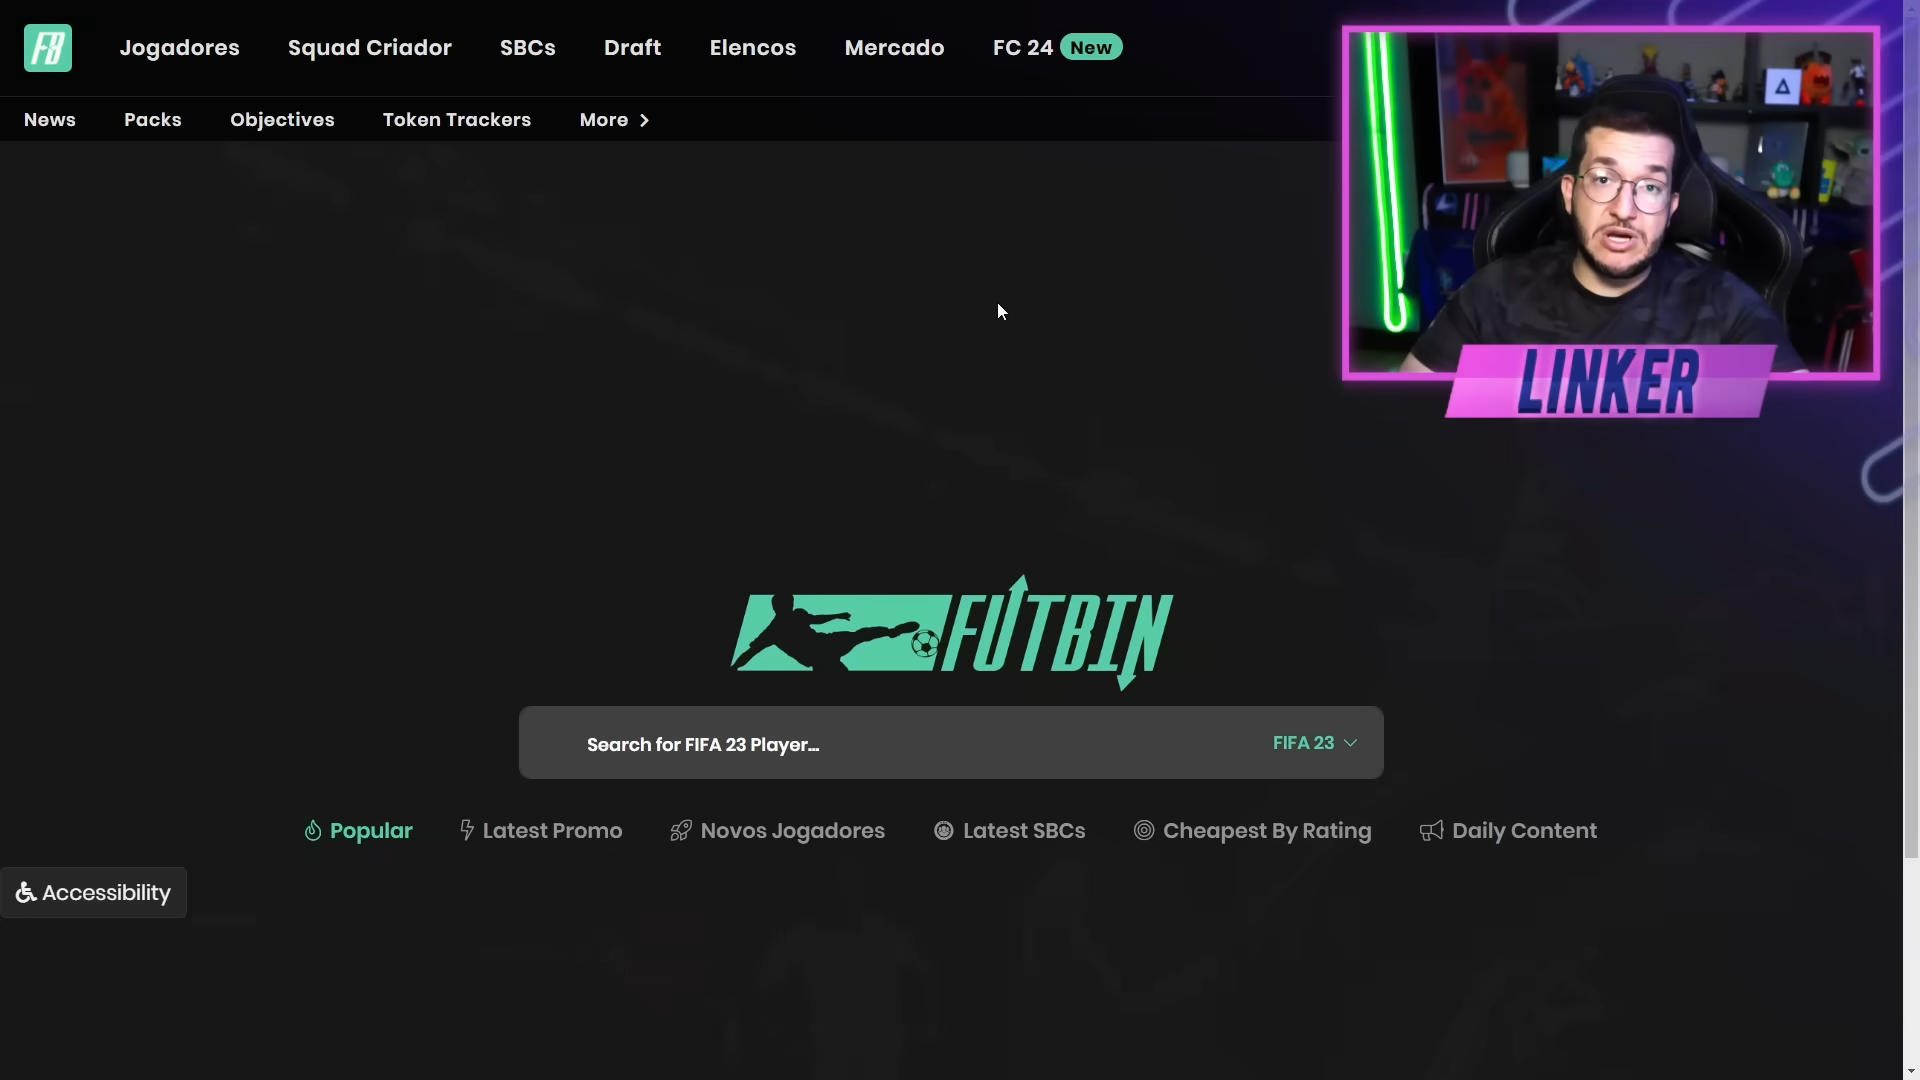 FB
Jogadores
Squad Criador
SBCs
Draft
Elencos
Mercado
FC 24 New
News
Packs
Objectives
Token Trackers
More
LINKER
FUTBIN
Search for FIFA 23 Player...
FIFA 23
Popular
Latest Promo
Novos Jogadores
Latest SBCs
Cheapest By Rating
Daily Content
Accessibility